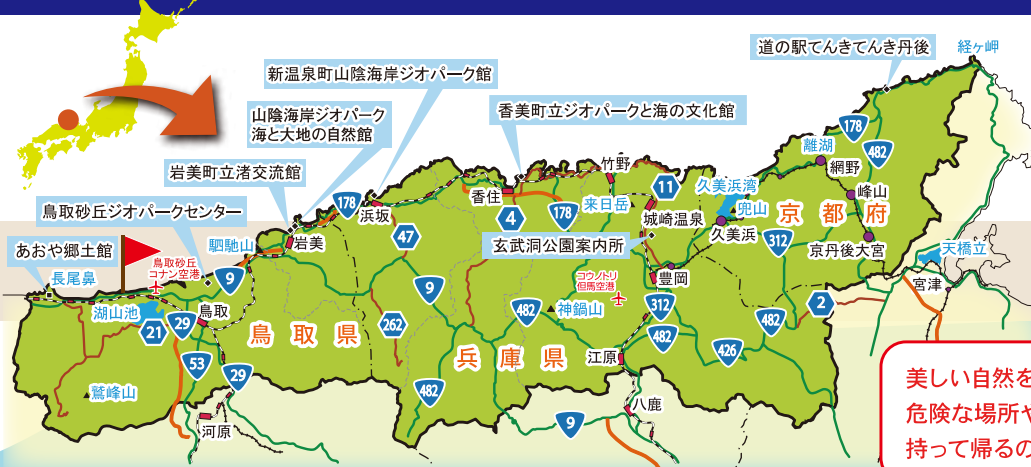 道の駅てんきてんき丹後
経ヶ岬
新温泉町山陰海岸ジオパーク館
山陰海岸ジオパーク
海と大地の自然館
香美町立ジオパークと海の文化館
岩美町立渚交流館
鳥取砂丘ジオパークセンター
あおや郷土館
長尾鼻
鳥取砂丘
コナン空港
駟馳山
岩美
178
浜坂
47
香住
4
178
竹野
来日岳
11
城崎温泉
玄武洞公園案内所
久美浜湾
兜山
久美浜
離湖
網野
178
482
峰山
京都府
312
京丹後大宮
天橋立
宮津
9
湖山池
21
29
鳥取
鳥取県
9
262
コウノトリ
但馬空港
豊岡
312
482
神鍋山
兵庫県
江原
482
426
482
2
53
29
鷲峰山
河原
482
9
八鹿
美しい自然を
危険な場所や
持って帰るの